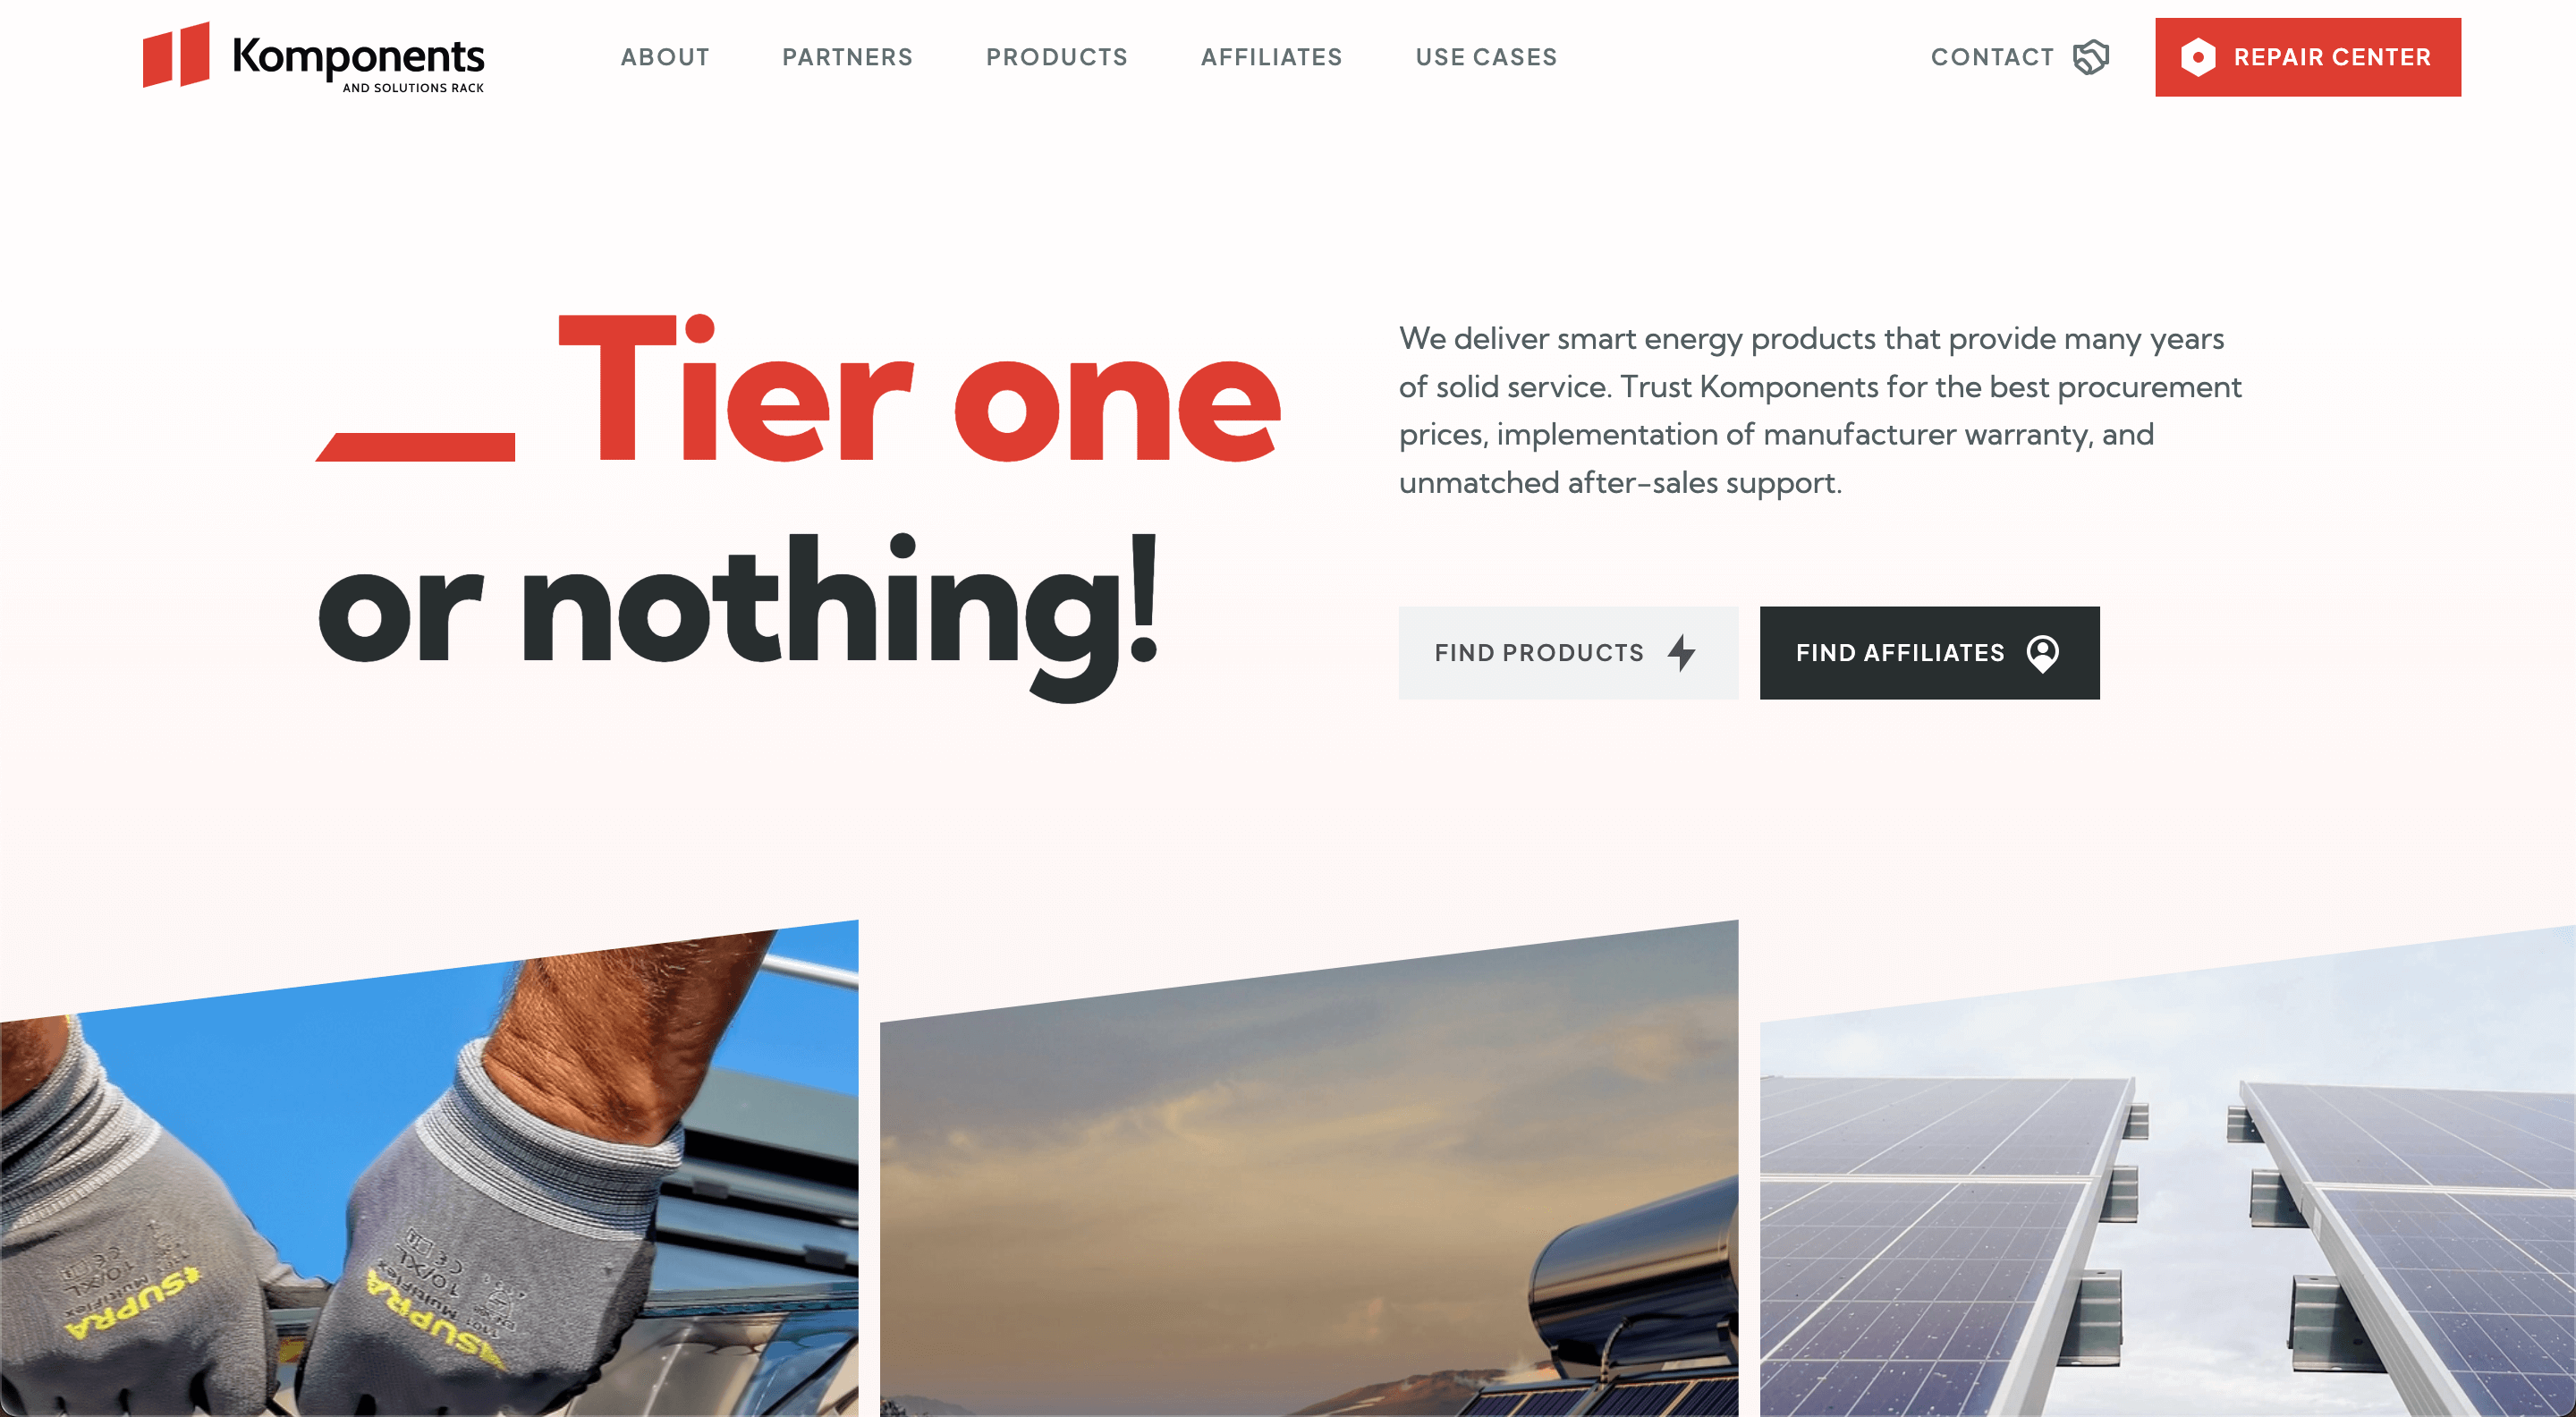 Komponents
AND SOLUTIONS RACK
ABOUT
PARTNERS
PRODUCTS
AFFILIATES
USE CASES
CONTACT
REPAIR CENTER
Tier one
or nothing!
We deliver smart energy products that provide many years
of solid service. Trust Komponents for the best procurement
prices, implementation of manufacturer warranty, and
unmatched after-sales support.
FIND PRODUCTS
FIND AFFILIATES
SUPRA
MultiFlex
10/XL
CE
SUPRA
MultiFlex
10/XL
CE